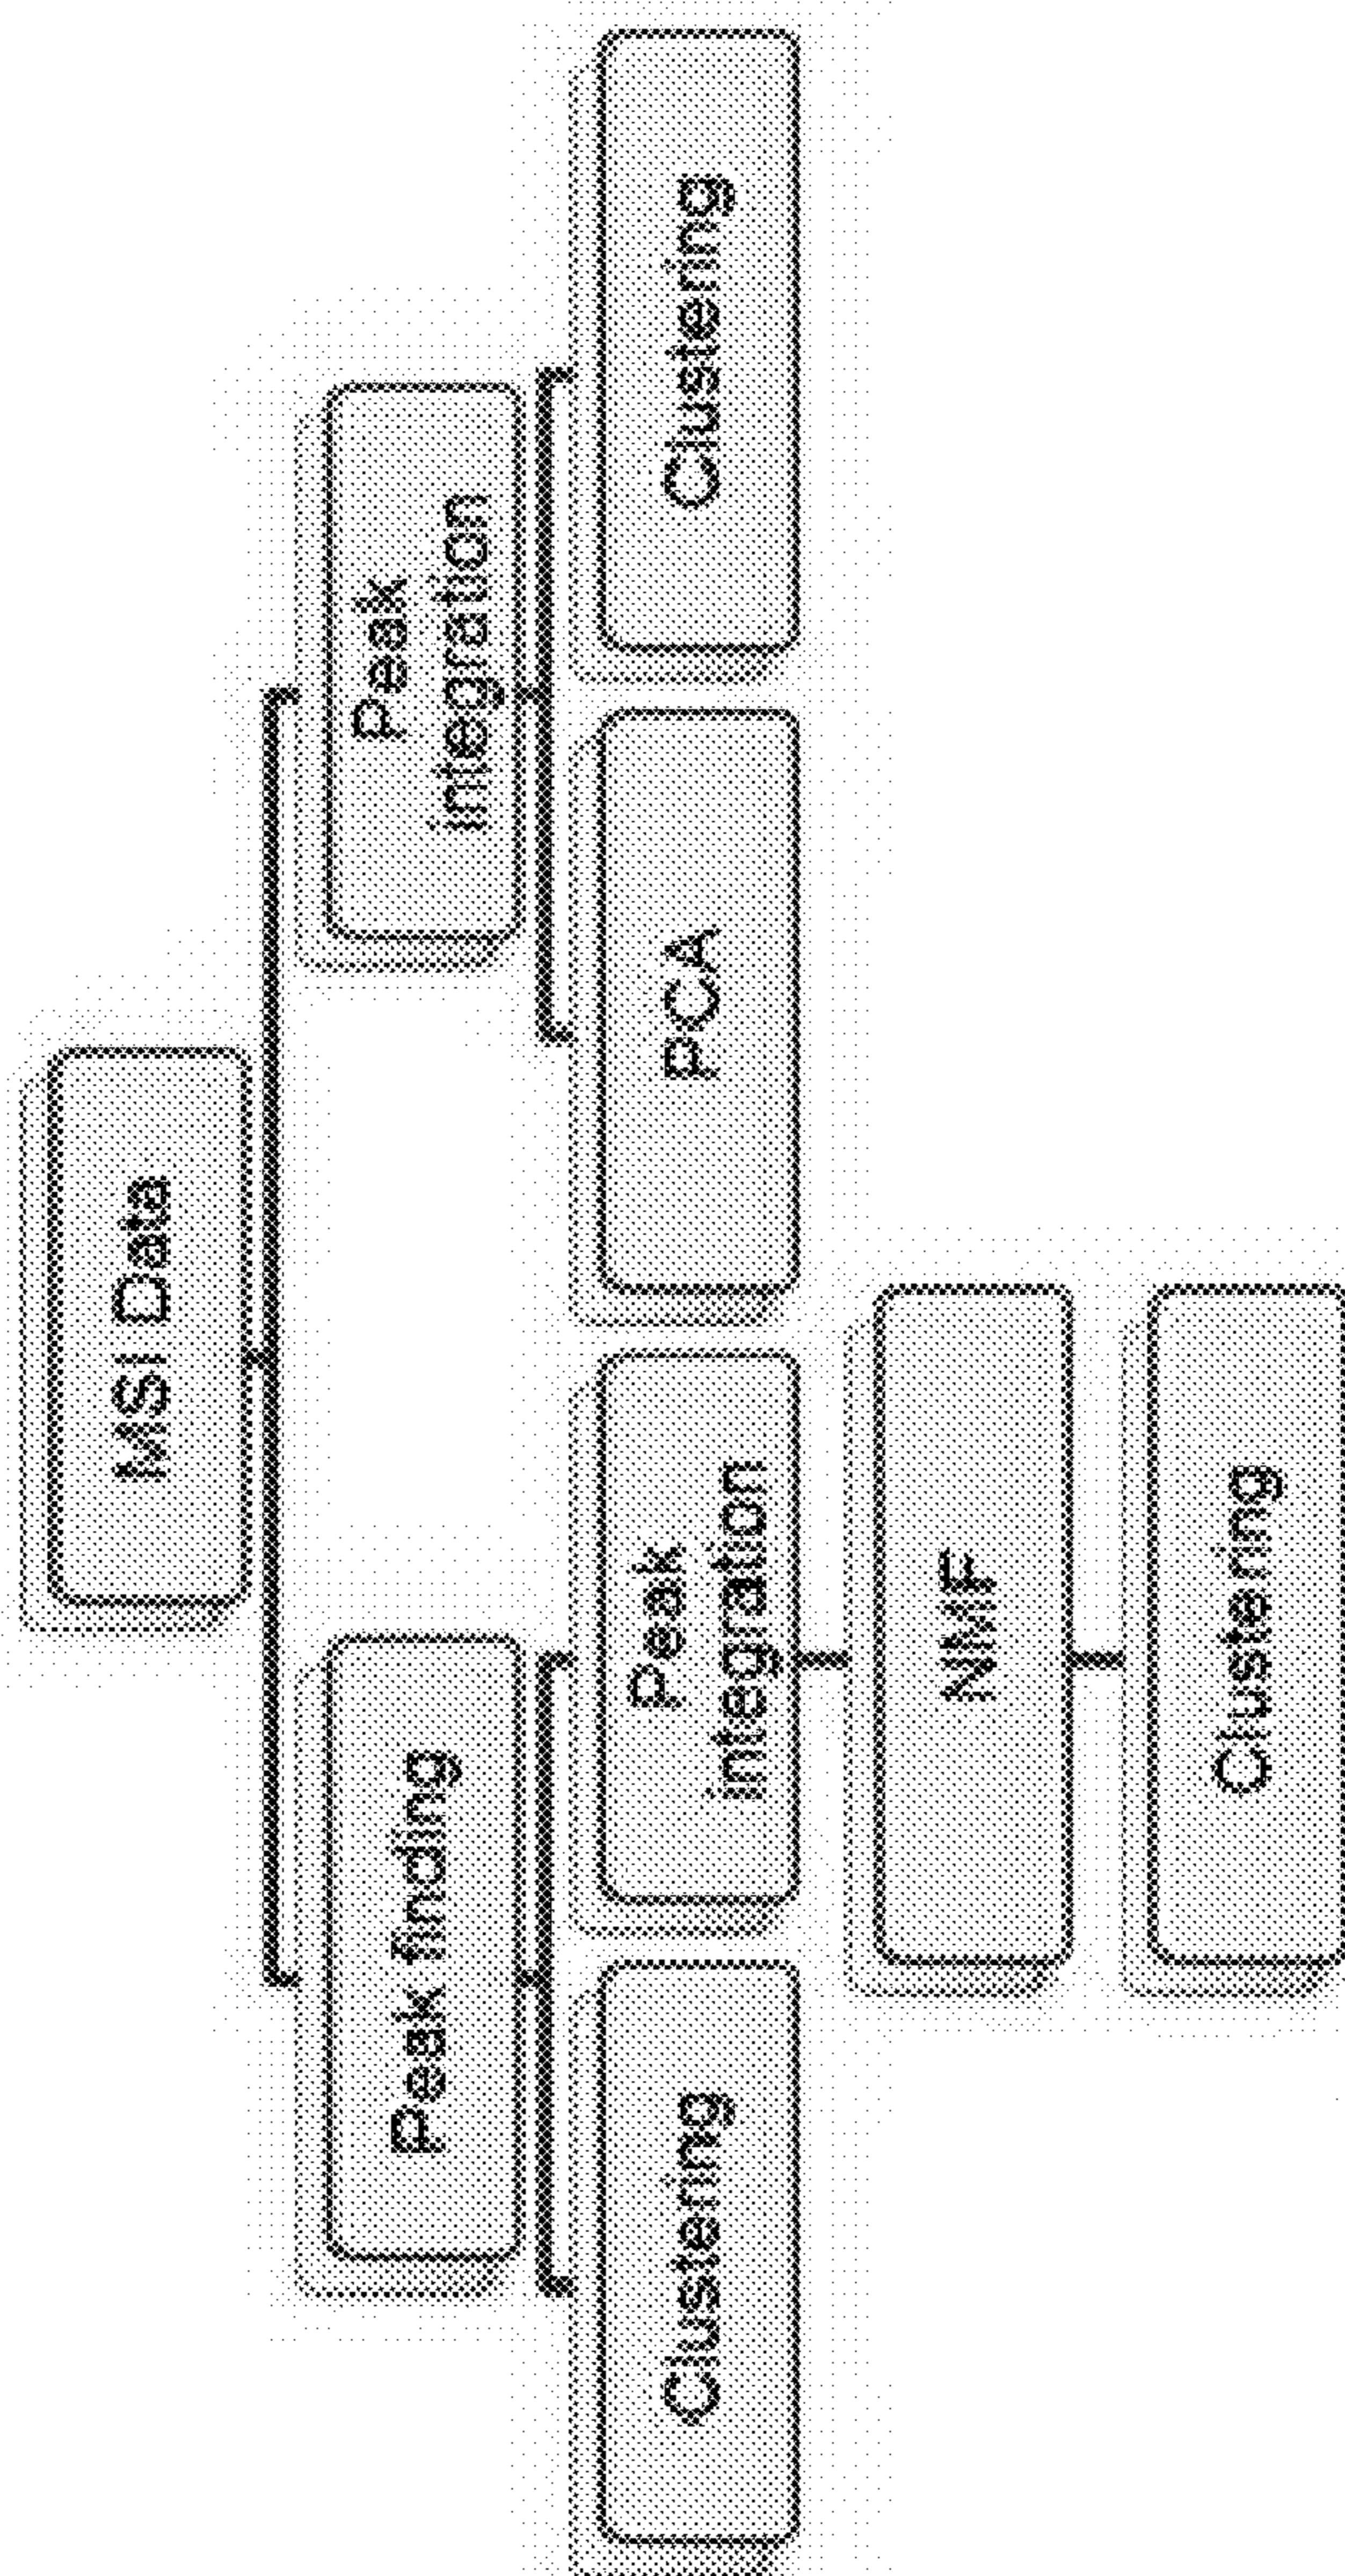 MSI Data
Peak finding
Peak
integration
Clustering
Peak
integration
PCA
Clustering
NMF
Clustering